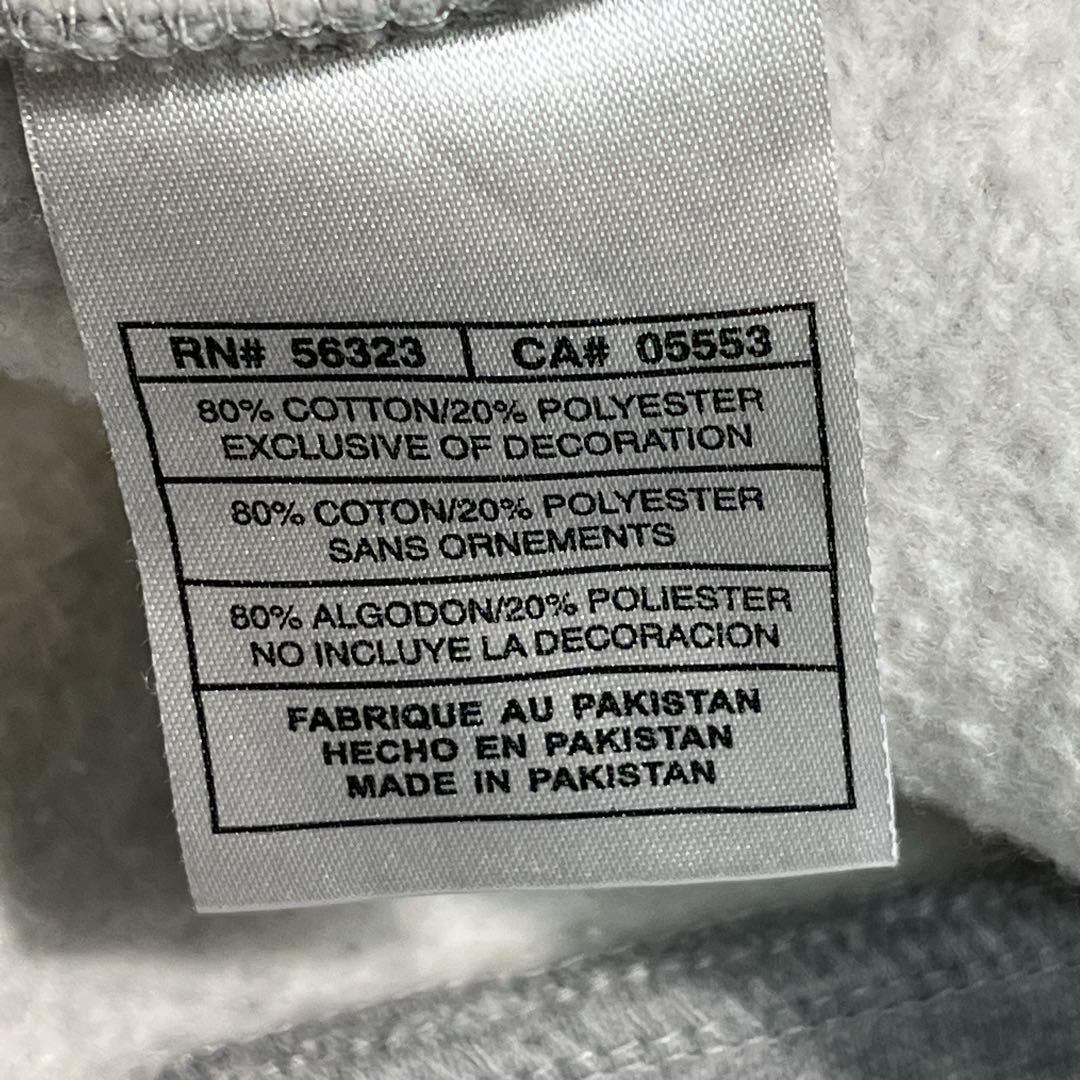 RN# 56323 CA# 05553
80% COTTON/20% POLYESTER
EXCLUSIVE OF DECORATION
80% COTON/20% POLYESTER
SANS ORNEMENTS
80% ALGODON/20% POLIESTER
NO INCLUYE LA DECORACION
FABRIQUE AU PAKISTAN
HECHO EN PAKISTAN
MADE IN PAKISTAN